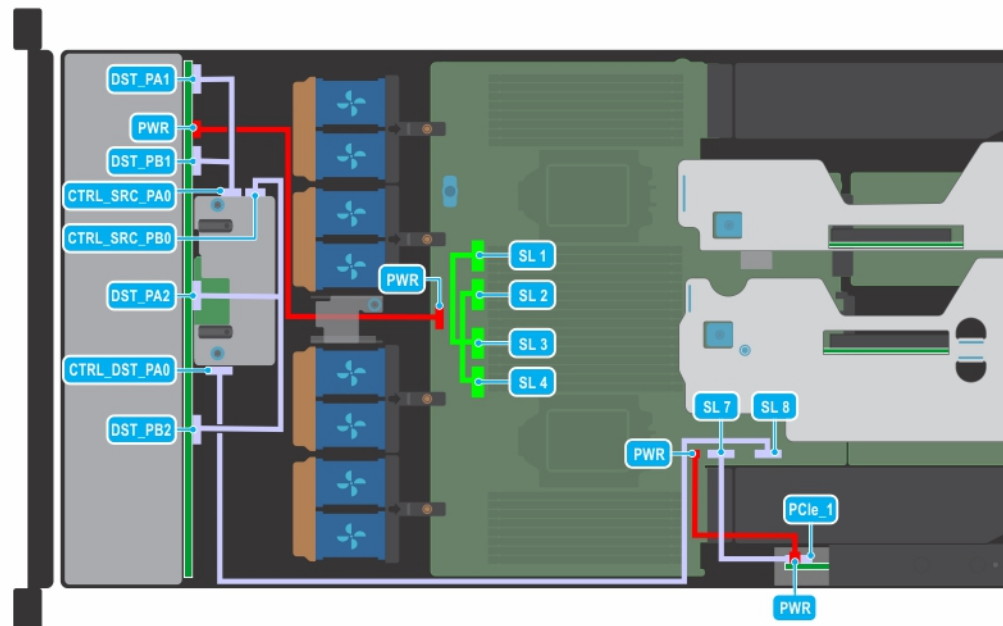 DST_PA1
PWR
DST_PB1
CTRL_SRC_PA0
CTRL_SRC_PB0
DST_PA2
CTRL_DST_PA0
DST_PB2
PWR
SL 1
SL 2
SL 3
SL 4
SL 7
SL 8
PWR
PCIe_1
PWR